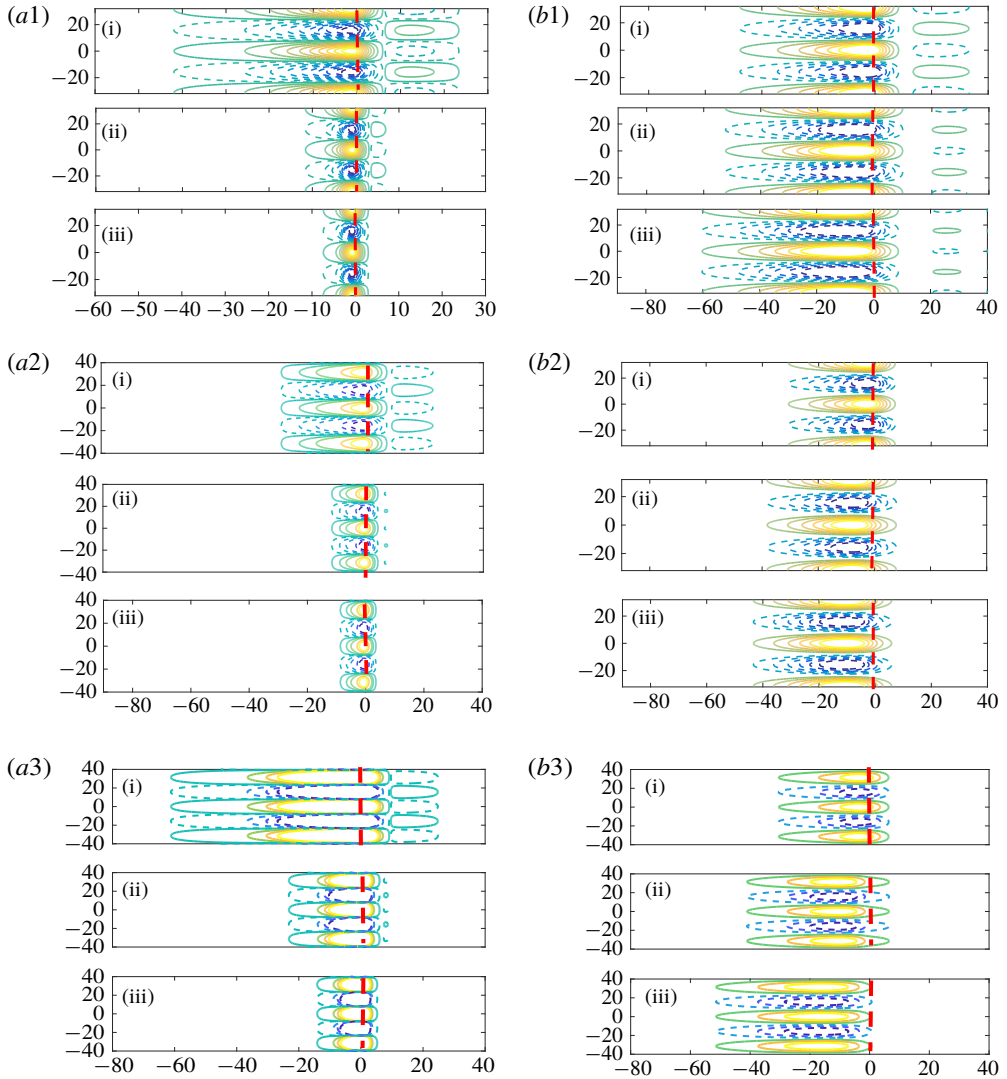 (a1) (b1)
20 (i) 20 (i)
0 0
−20 −20
20 (ii) 20 (ii)
0 0
−20 −20
20 (iii) 20 (iii)
0 0
−20 −20
−60 −50 −40 −30 −20 −10 0 10 20 30 −80 −60 −40 −20 0 20 40
(a2) (b2)
40 (i) 20 (i)
20 0
0 −20
−20
−40
40 (ii) 20 (ii)
20 0
0 −20
−20
−40
40 (iii) 20 (iii)
20 0
0 −20
−20
−40
−80 −60 −40 −20 0 20 40 −80 −60 −40 −20 0 20 40
(a3) (b3)
40 (i) 40 (i)
20 20
0 0
−20 −20
−40 −40
40 (ii) 40 (ii)
20 20
0 0
−20 −20
−40 −40
40 (iii) 40 (iii)
20 20
0 0
−20 −20
−40 −40
−80 −60 −40 −20 0 20 40 −80 −60 −40 −20 0 20 40